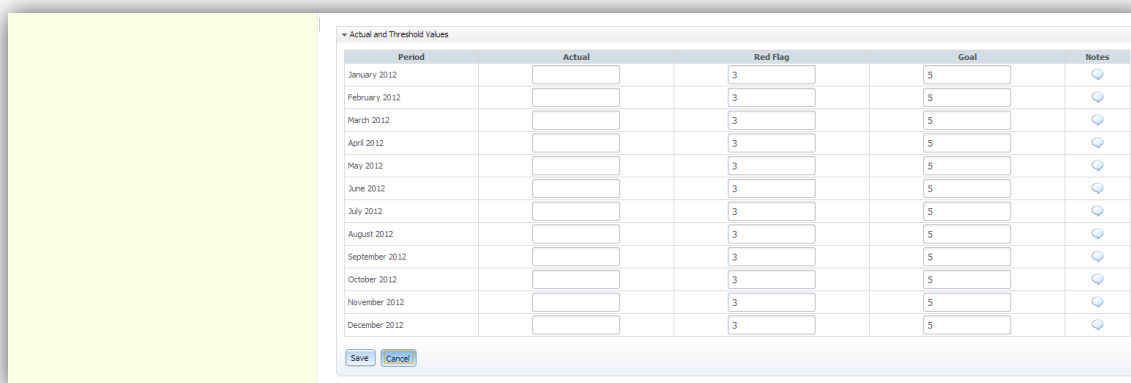 Actual and Threshold Values
Period Actual Red Flag Goal Notes
January 2012 3 5
February 2012 3 5
March 2012 3 5
April 2012 3 5
May 2012 3 5
June 2012 3 5
July 2012 3 5
August 2012 3 5
September 2012 3 5
October 2012 3 5
November 2012 3 5
December 2012 3 5
Save Cancel